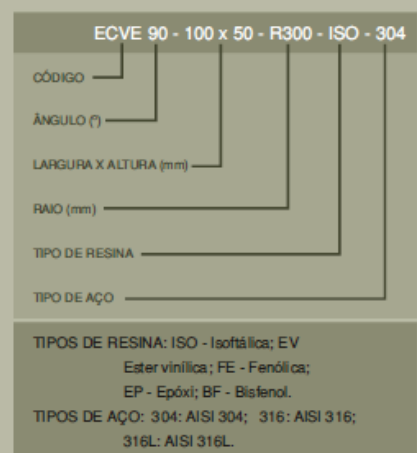 ECVE 90 - 100 x 50 - R300 - ISO - 304
CÓDIGO
ÂNGULO (º)
LARGURA X ALTURA (mm)
RAIO (mm)
TIPO DE RESINA
TIPO DE AÇO
TIPOS DE RESINA: ISO - Isoftálica; EV
Ester vinílica; FE - Fenólica;
EP - Epóxi; BF - Bisfenol.
TIPOS DE AÇO: 304: AISI 304; 316: AISI 316;
316L: AISI 316L.